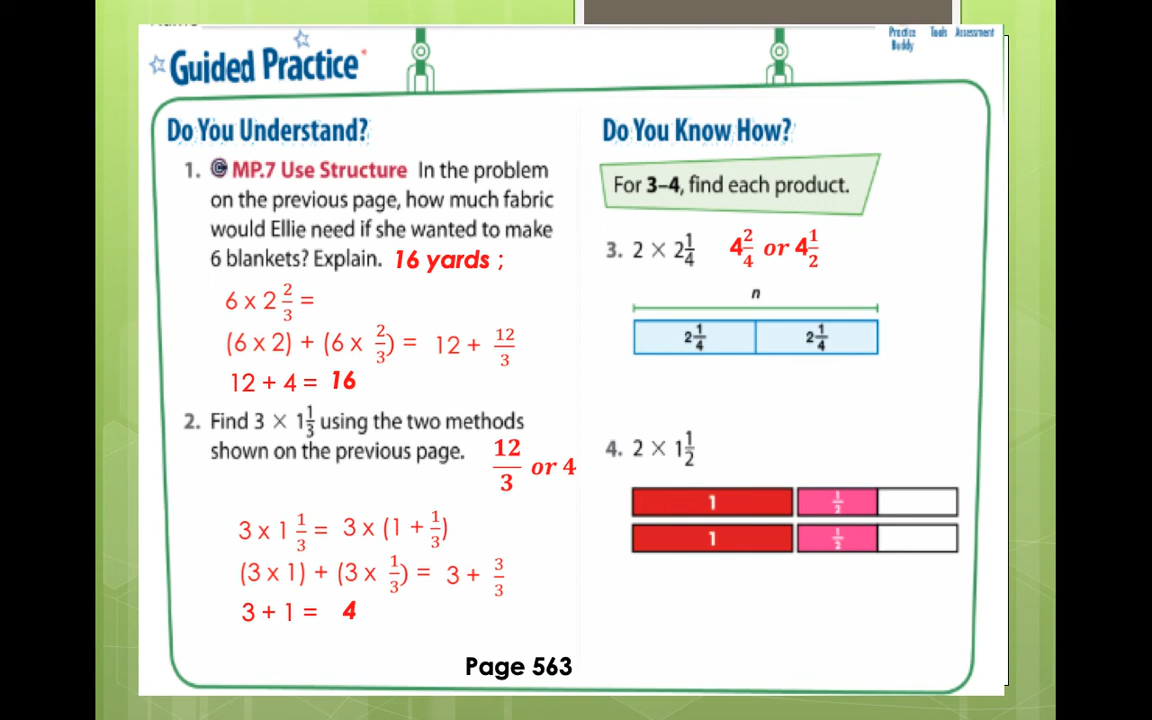 Practice Buddy Tools Assessment
Guided Practice*
Do You Understand?
1. MP.7 Use Structure In the problem
on the previous page, how much fabric
would Ellie need if she wanted to make
6 blankets? Explain. 16 yards ;
6 x 2 2/3 =
(6 x 2) + (6 x 2/3) = 12 + 12/3
12 + 4 = 16
2. Find 3 × 1 1/3 using the two methods
shown on the previous page. 12/3 or 4
3 x 1 1/3 = 3 x (1 + 1/3)
(3 x 1) + (3 x 1/3) = 3 + 3/3
3 + 1 = 4
Do You Know How?
For 3–4, find each product.
3. 2 × 2 1/4 4 2/4 or 4 1/2
n
2 1/4 2 1/4
4. 2 × 1 1/2
1 1/2
1 1/2
Page 563